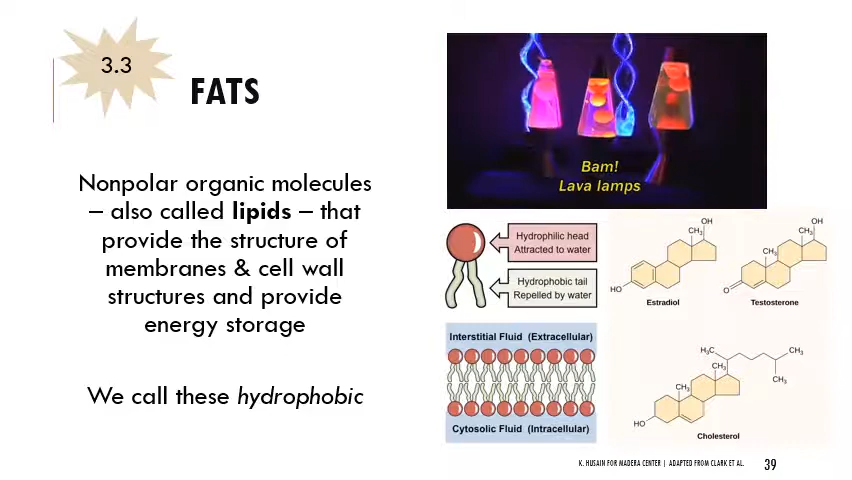 3.3
FATS
Nonpolar organic molecules
– also called lipids – that
provide the structure of
membranes & cell wall
structures and provide
energy storage
We call these hydrophobic
Bam!
Lava lamps
Hydrophilic head
Attracted to water
Hydrophobic tail
Repelled by water
Interstitial Fluid (Extracellular)
Cytosolic Fluid (Intracellular)
OH
CH₃
HO
Estradiol
OH
CH₃
CH₃
O
Testosterone
H₃C
CH₃
CH₃
CH₃
CH₃
HO
Cholesterol
K. HUSAIN FOR MADERA CENTER | ADAPTED FROM CLARK ET AL.
39